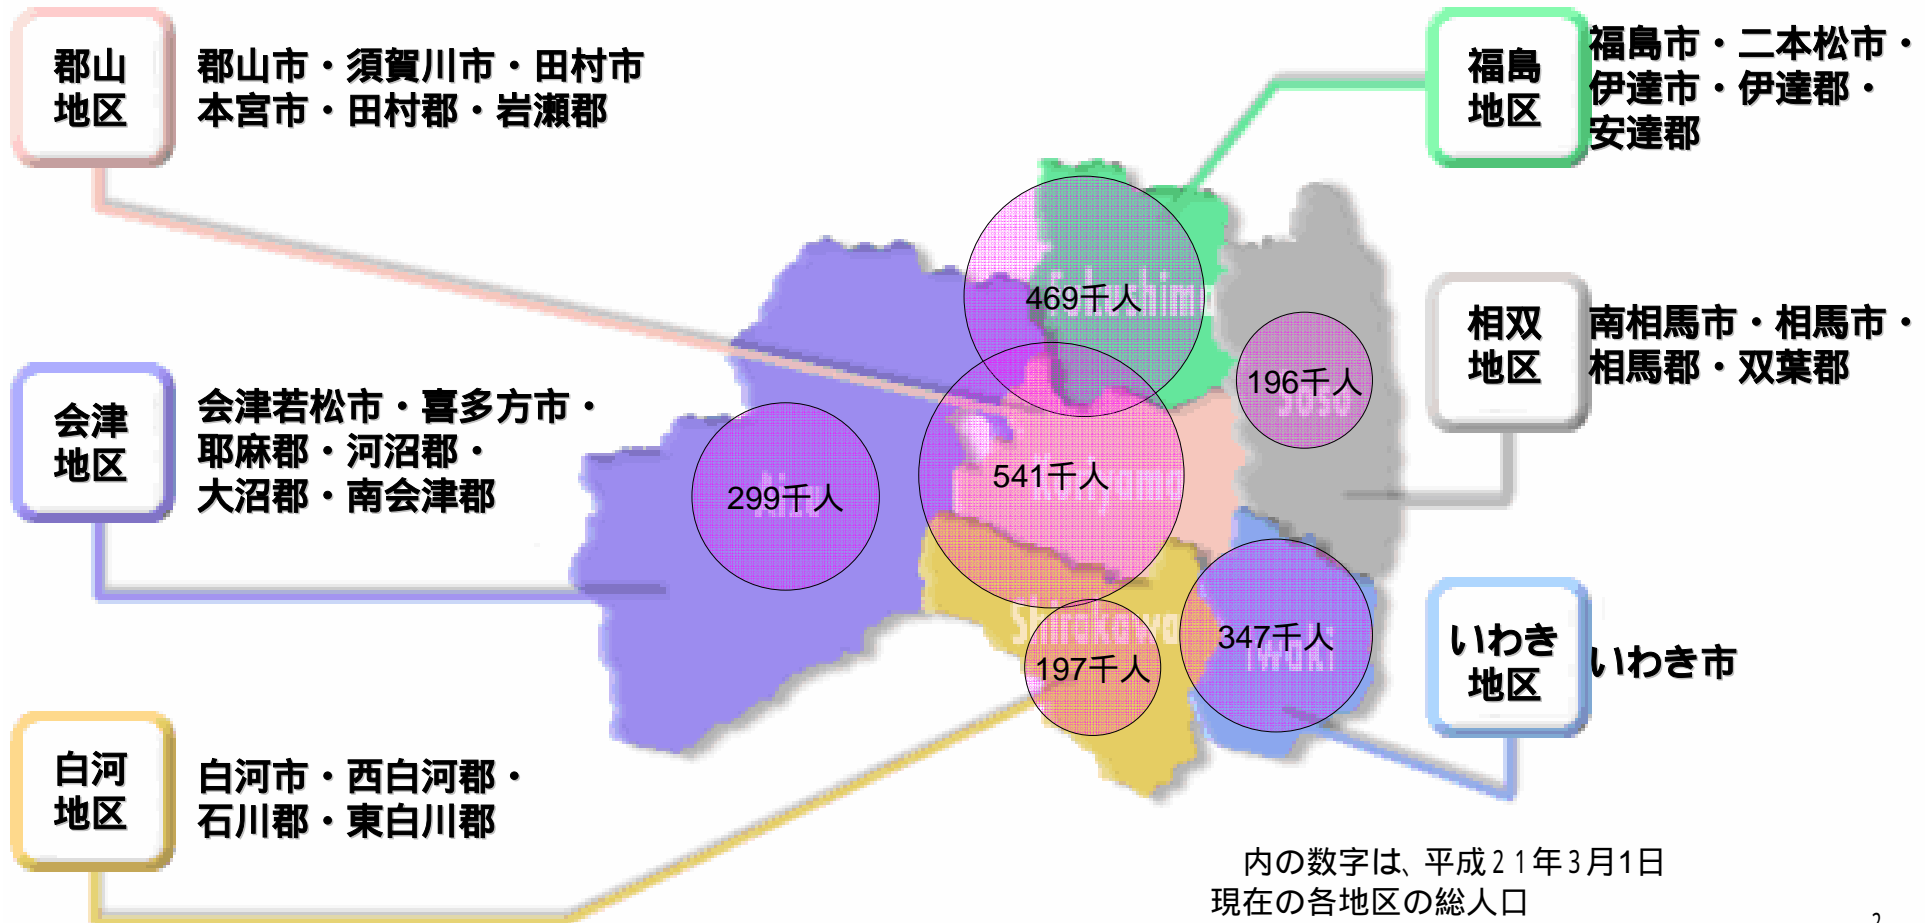 郡山
地区
郡山市・須賀川市・田村市
本宮市・田村郡・岩瀬郡
福島
地区
福島市・二本松市・
伊達市・伊達郡・
安達郡
469千人
相双
地区
南相馬市・相馬市・
相馬郡・双葉郡
196千人
会津
地区
会津若松市・喜多方市・
耶麻郡・河沼郡・
大沼郡・南会津郡
299千人
541千人
Shirakawa
197千人
347千人
Iwaki
いわき
地区
いわき市
白河
地区
白河市・西白河郡・
石川郡・東白川郡
内の数字は、平成21年3月1日
現在の各地区の総人口
2